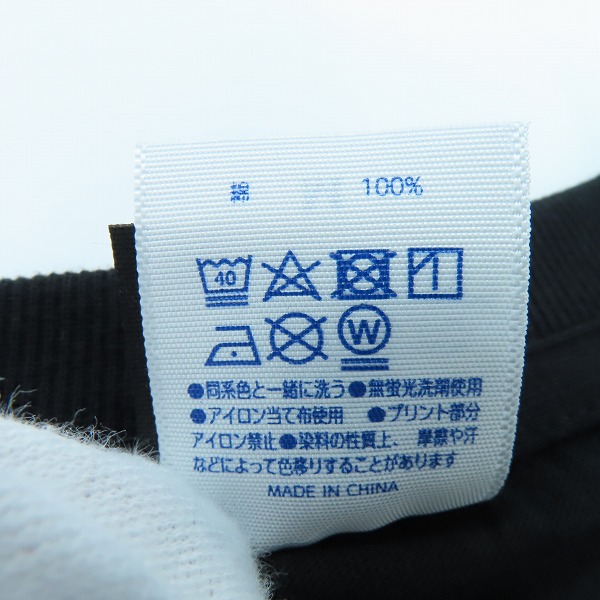 綿 100%
40
W
●同系色と一緒に洗う●無蛍光洗剤使用
●アイロン当て布使用 ●プリント部分
アイロン禁止●染料の性質上、摩擦や汗
などによって色移りすることがあります
MADE IN CHINA